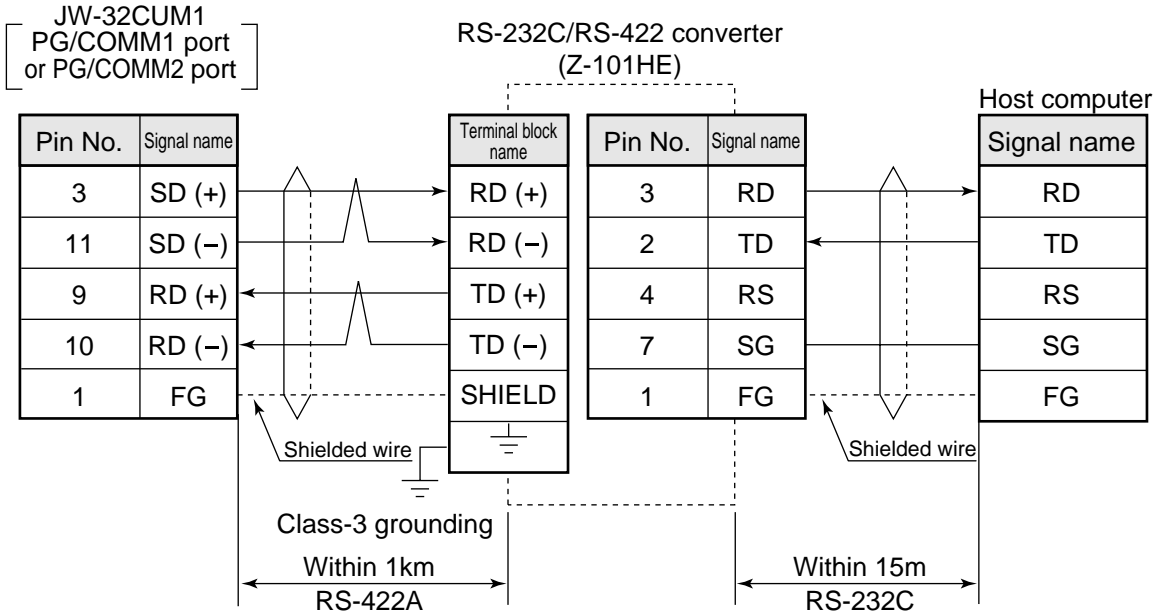 JW-32CUM1
PG/COMM1 port
or PG/COMM2 port
RS-232C/RS-422 converter
(Z-101HE)
Host computer
Pin No. Signal name
3 SD (+)
11 SD (−)
9 RD (+)
10 RD (−)
1 FG
Terminal block
name
RD (+)
RD (−)
TD (+)
TD (−)
SHIELD
Pin No. Signal name
3 RD
2 TD
4 RS
7 SG
1 FG
Signal name
RD
TD
RS
SG
FG
Shielded wire
Shielded wire
Class-3 grounding
Within 1km
RS-422A
Within 15m
RS-232C